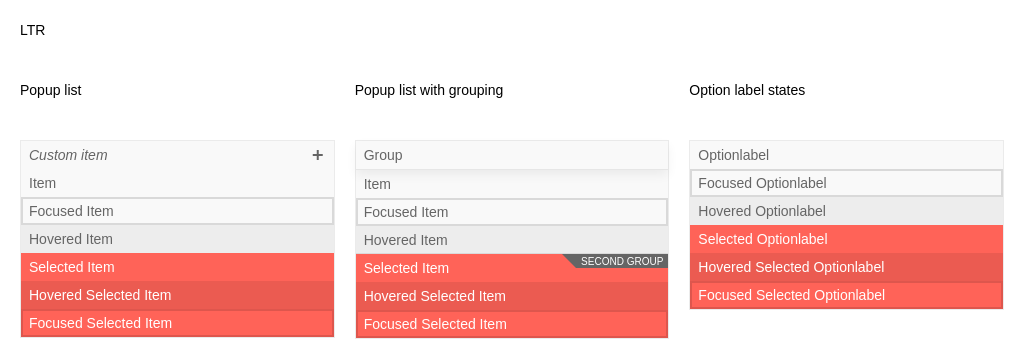 LTR
Popup list
Custom item +
Item
Focused Item
Hovered Item
Selected Item
Hovered Selected Item
Focused Selected Item
Popup list with grouping
Group
Item
Focused Item
Hovered Item
Selected Item SECOND GROUP
Hovered Selected Item
Focused Selected Item
Option label states
Optionlabel
Focused Optionlabel
Hovered Optionlabel
Selected Optionlabel
Hovered Selected Optionlabel
Focused Selected Optionlabel